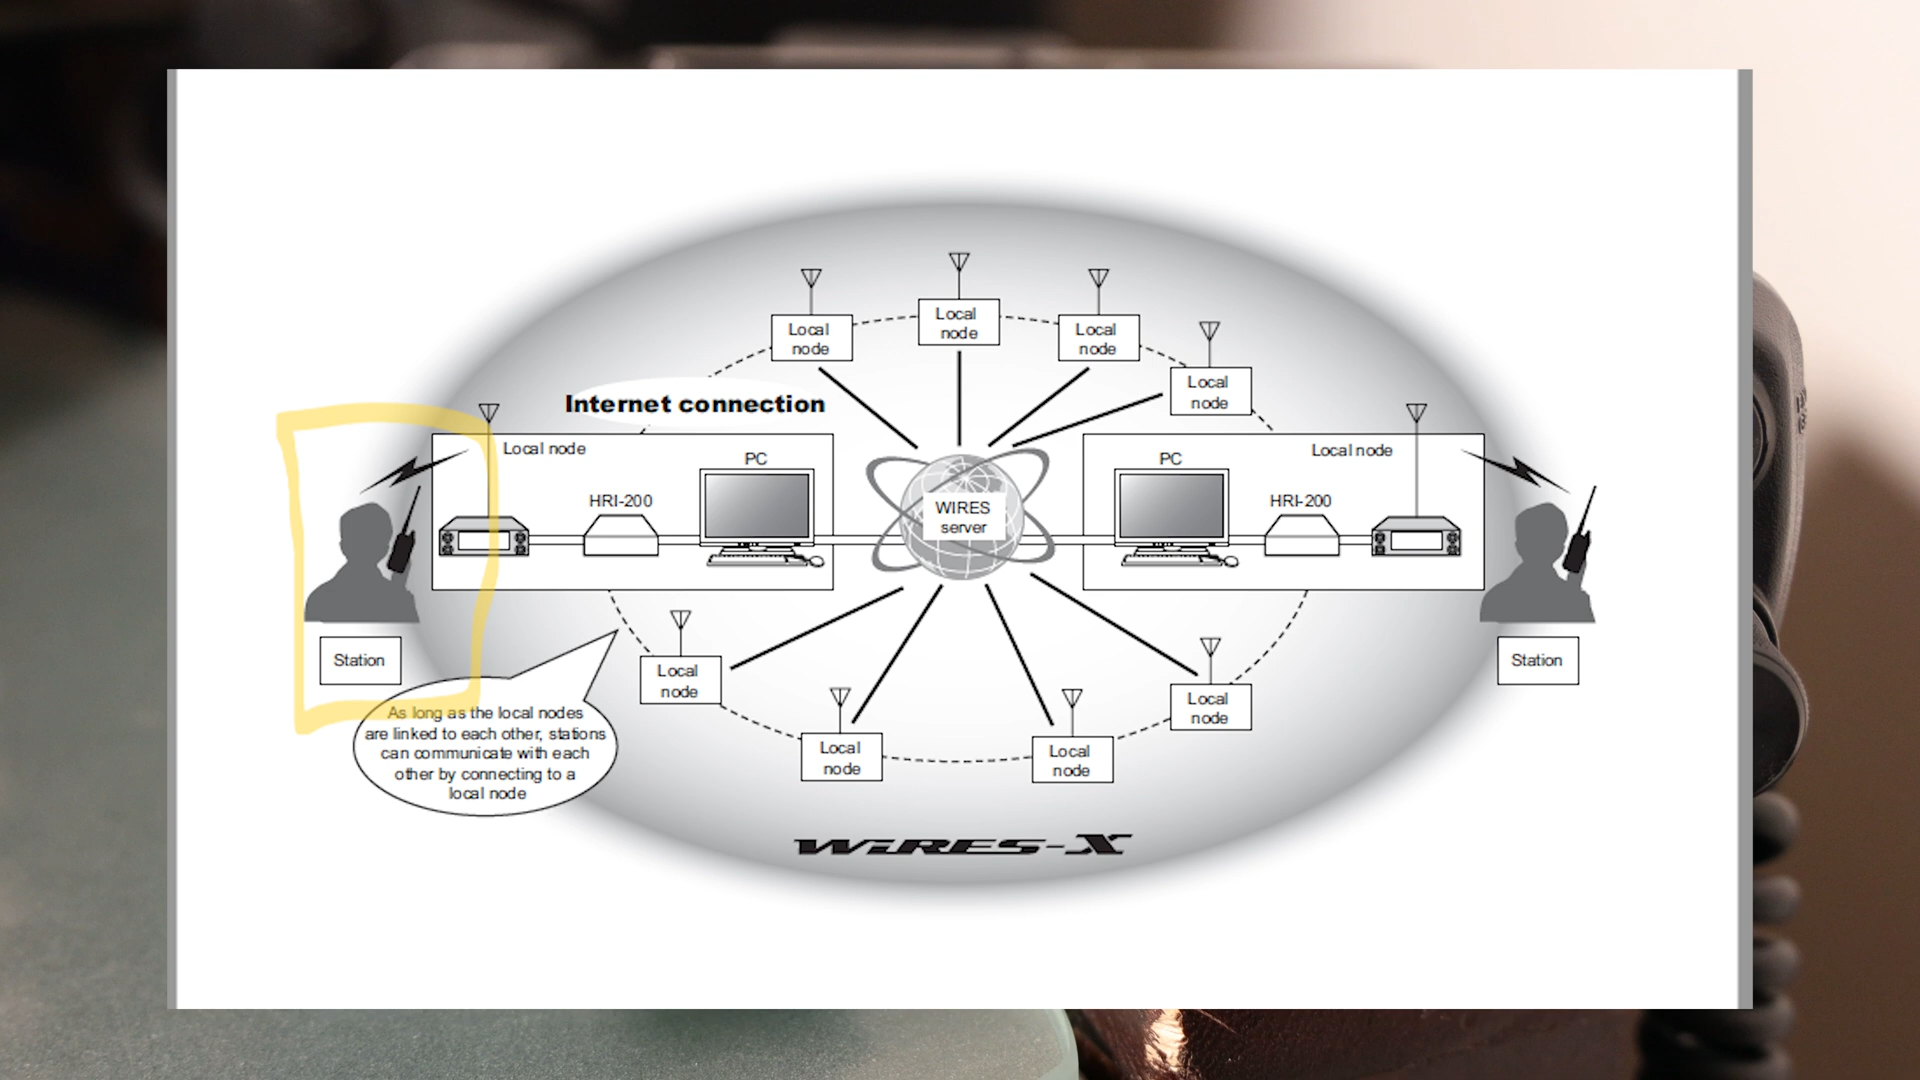 Local
node
Local
node
Local
node
Local
node
Internet connection
Local node
PC
HRI-200
WIRES
server
PC
HRI-200
Local node
Station
Station
Local
node
Local
node
Local
node
Local
node
As long as the local nodes
are linked to each other, stations
can communicate with each
other by connecting to a
local node
WiRES-X